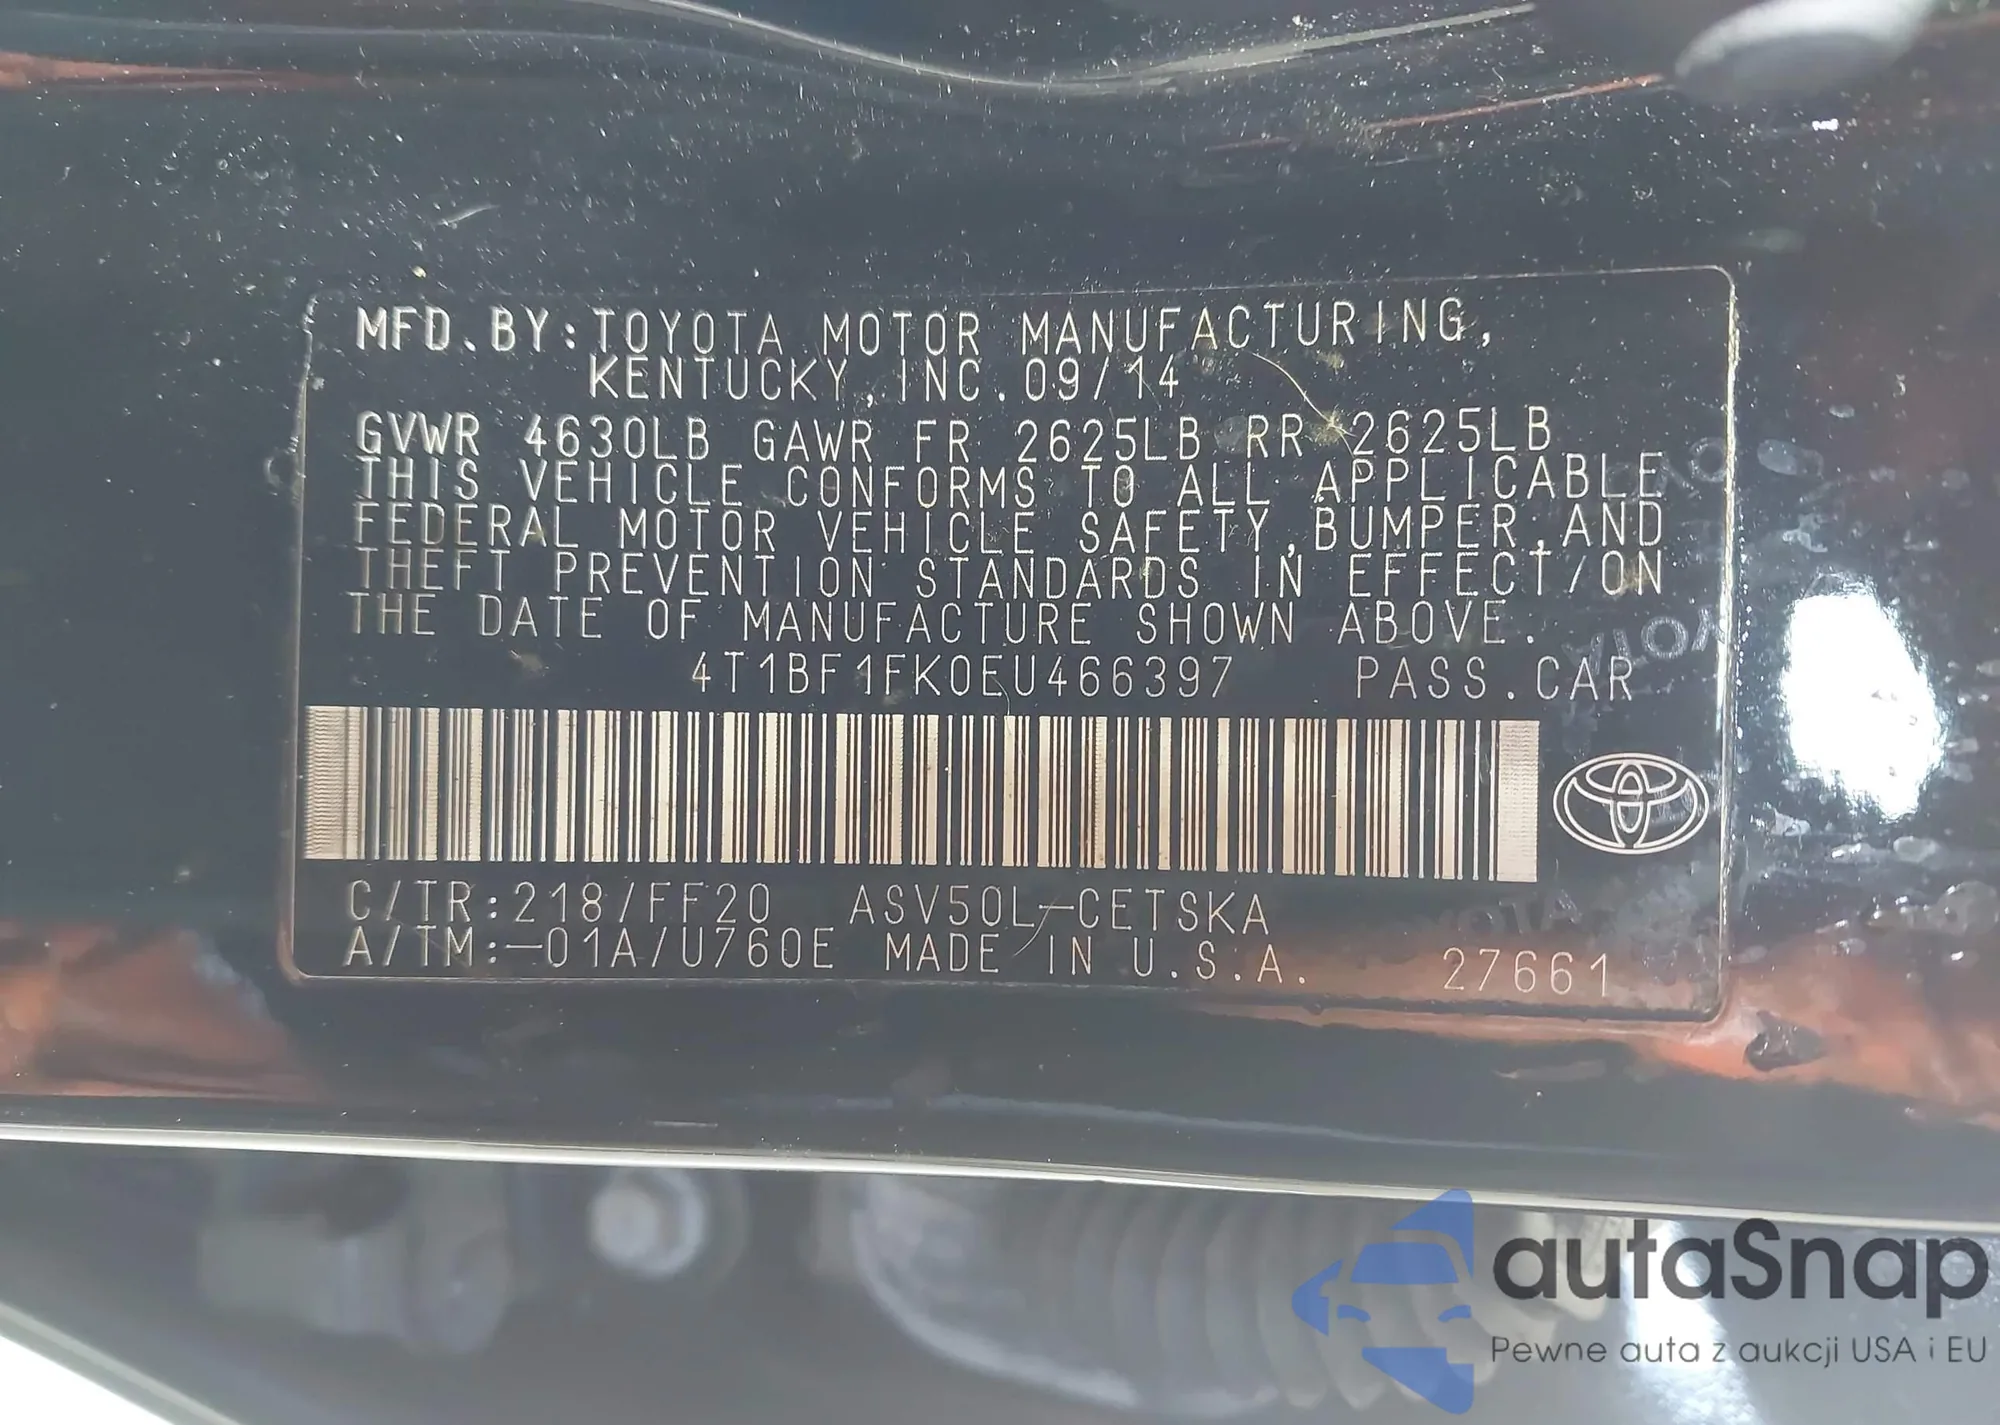 MFD.BY:TOYOTA MOTOR MANUFACTURING,
KENTUCKY,INC.09/14
GVWR 4630LB GAWR FR 2625LB RR 2625LB
THIS VEHICLE CONFORMS TO ALL APPLICABLE
FEDERAL MOTOR VEHICLE SAFETY,BUMPER,AND
THEFT PREVENTION STANDARDS IN EFFECT/ON
THE DATE OF MANUFACTURE SHOWN ABOVE.
4T1BF1FK0EU466397 PASS.CAR
C/TR:218/FF20 ASV50L-CETSKA
A/TM:-01A/U760E MADE IN U.S.A. 27661
autaSnap
Pewne auta z aukcji USA i EU